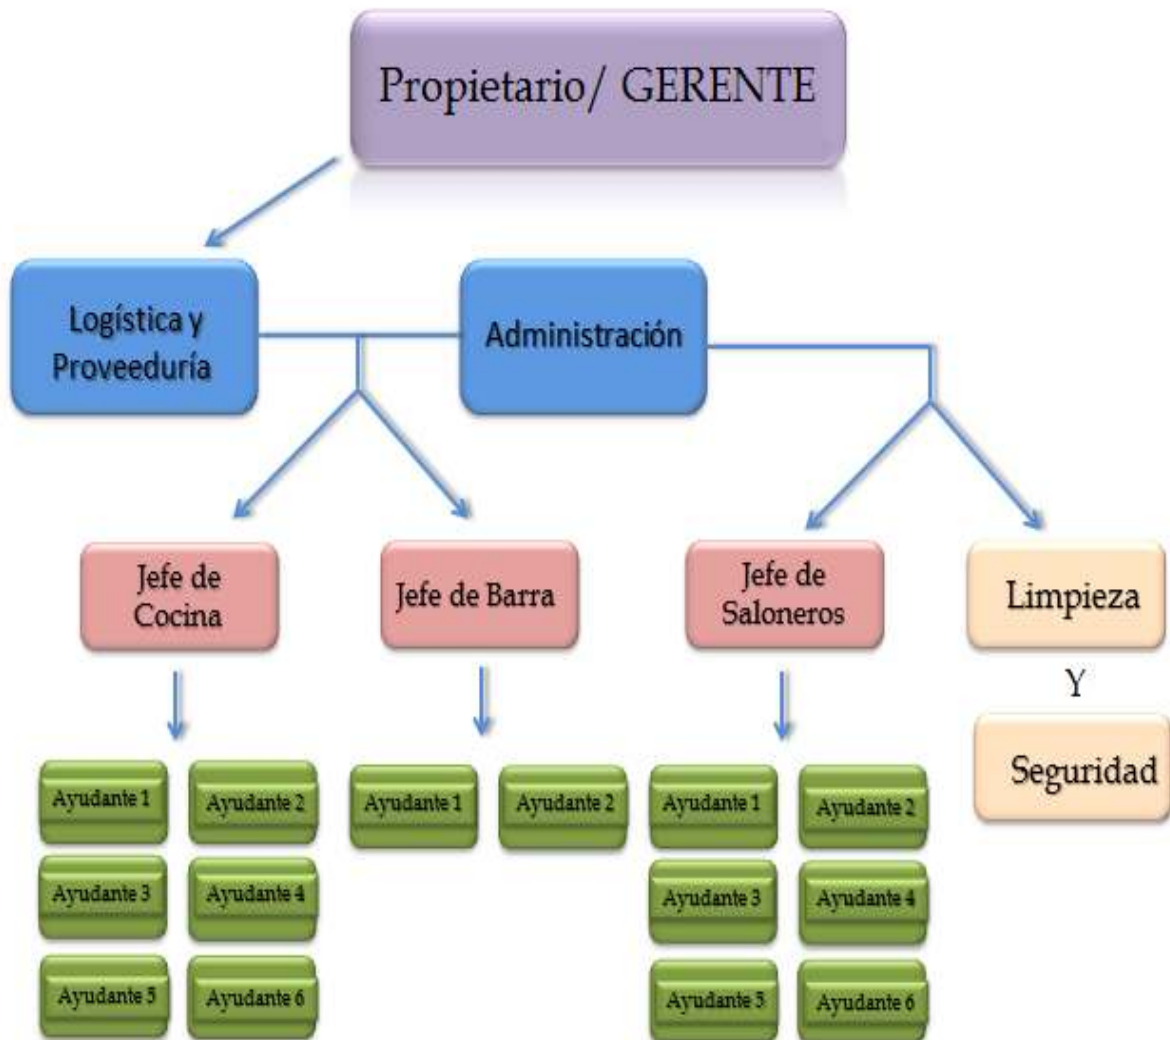 Propietario/ GERENTE
Logística y
Proveeduría
Administración
Jefe de
Cocina
Jefe de Barra
Jefe de
Saloneros
Limpieza
Y
Seguridad
Ayudante 1
Ayudante 2
Ayudante 3
Ayudante 4
Ayudante 5
Ayudante 6
Ayudante 1
Ayudante 2
Ayudante 1
Ayudante 2
Ayudante 3
Ayudante 4
Ayudante 5
Ayudante 6